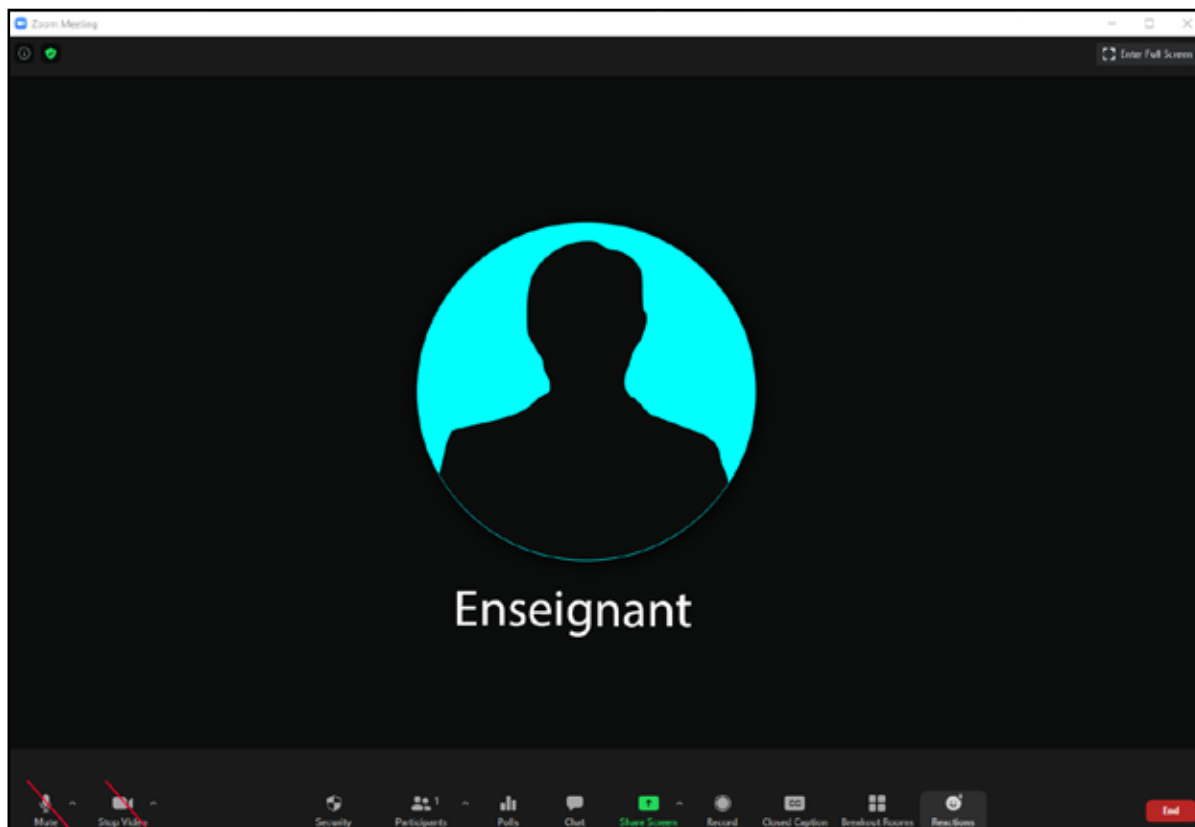 Zoom Meeting
Enter Full Screen
Enseignant
1
Mute Stop Video Security Participants Polls Chat Share Screen Record Closed Caption Breakout Rooms Reactions End
CC